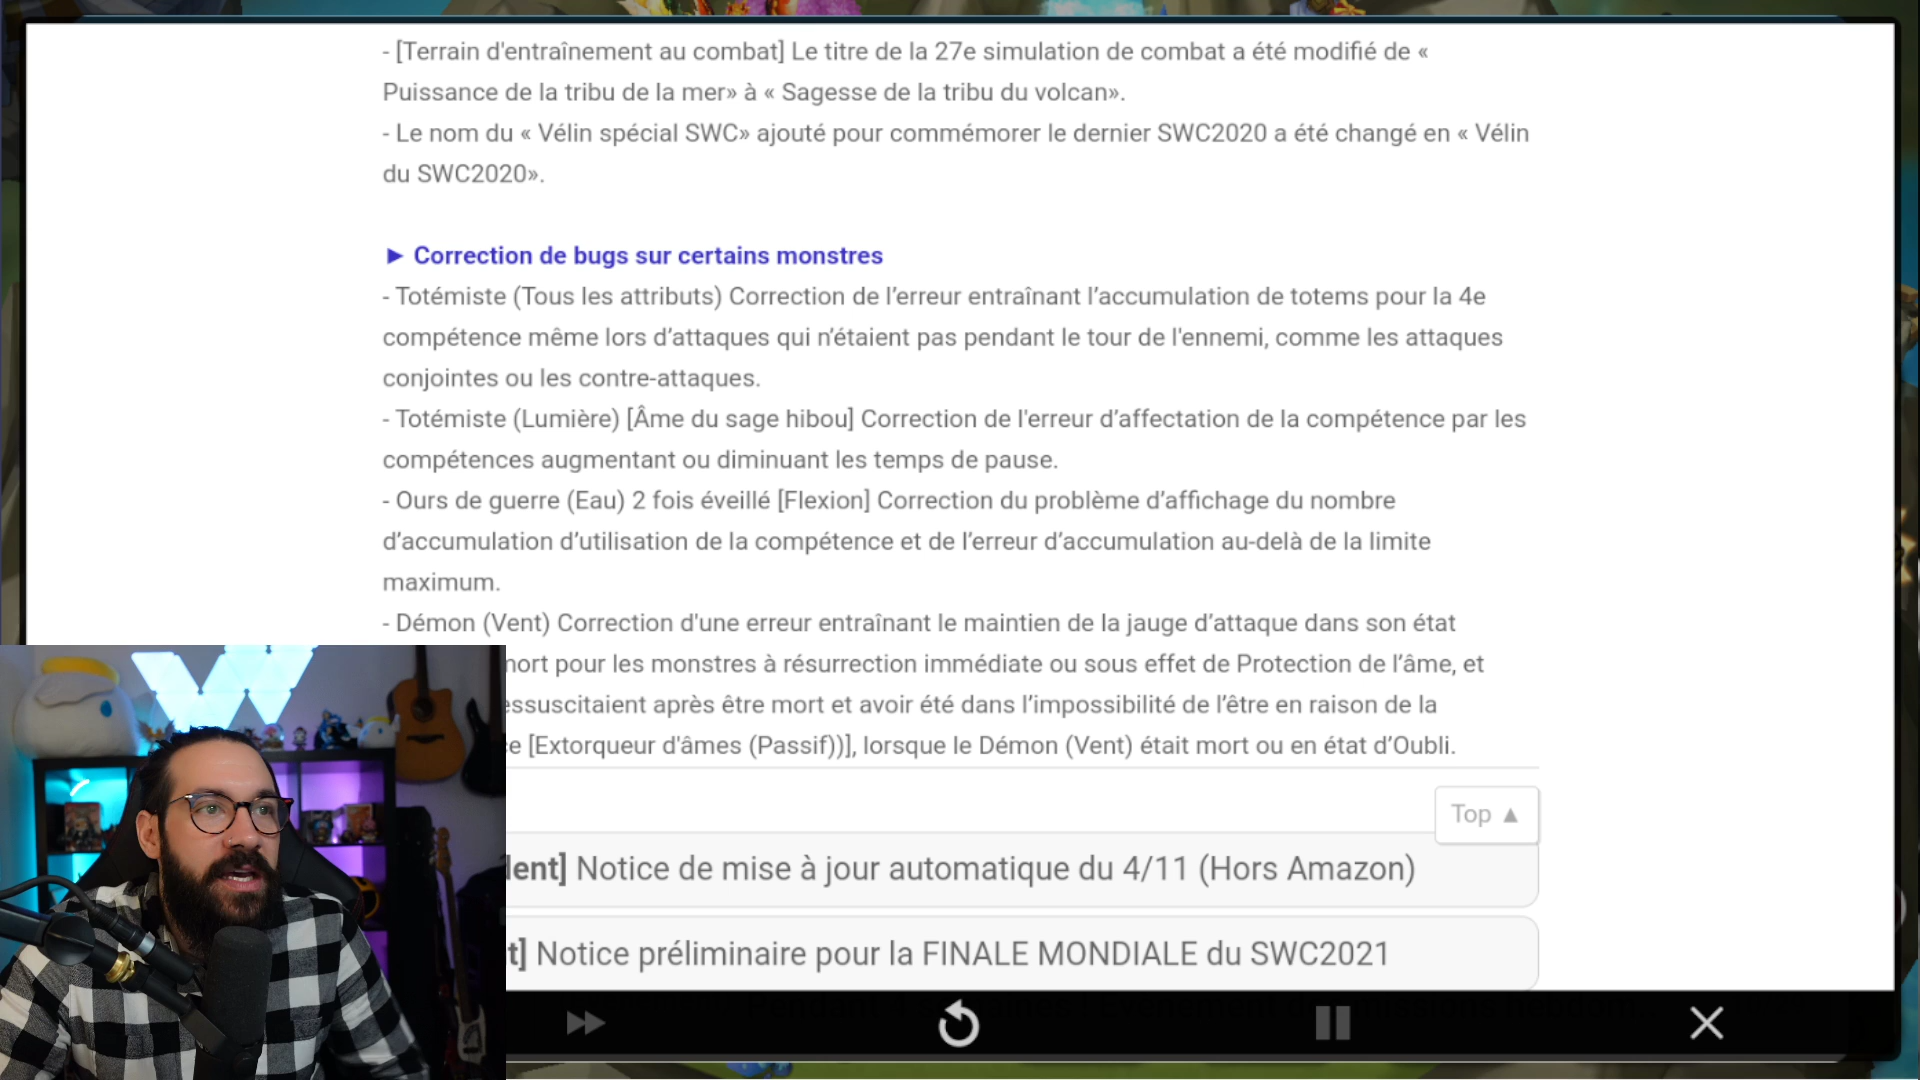 - [Terrain d'entraînement au combat] Le titre de la 27e simulation de combat a été modifié de «
Puissance de la tribu de la mer» à « Sagesse de la tribu du volcan».
- Le nom du « Vélin spécial SWC» ajouté pour commémorer le dernier SWC2020 a été changé en « Vélin
du SWC2020».
► Correction de bugs sur certains monstres
- Totémiste (Tous les attributs) Correction de l’erreur entraînant l’accumulation de totems pour la 4e
compétence même lors d’attaques qui n’étaient pas pendant le tour de l'ennemi, comme les attaques
conjointes ou les contre-attaques.
- Totémiste (Lumière) [Âme du sage hibou] Correction de l'erreur d’affectation de la compétence par les
compétences augmentant ou diminuant les temps de pause.
- Ours de guerre (Eau) 2 fois éveillé [Flexion] Correction du problème d’affichage du nombre
d’accumulation d’utilisation de la compétence et de l’erreur d’accumulation au-delà de la limite
maximum.
- Démon (Vent) Correction d'une erreur entraînant le maintien de la jauge d’attaque dans son état
mort pour les monstres à résurrection immédiate ou sous effet de Protection de l’âme, et
essuscitaient après être mort et avoir été dans l’impossibilité de l’être en raison de la
e [Extorqueur d'âmes (Passif))], lorsque le Démon (Vent) était mort ou en état d’Oubli.
Top ▲
ent] Notice de mise à jour automatique du 4/11 (Hors Amazon)
t] Notice préliminaire pour la FINALE MONDIALE du SWC2021